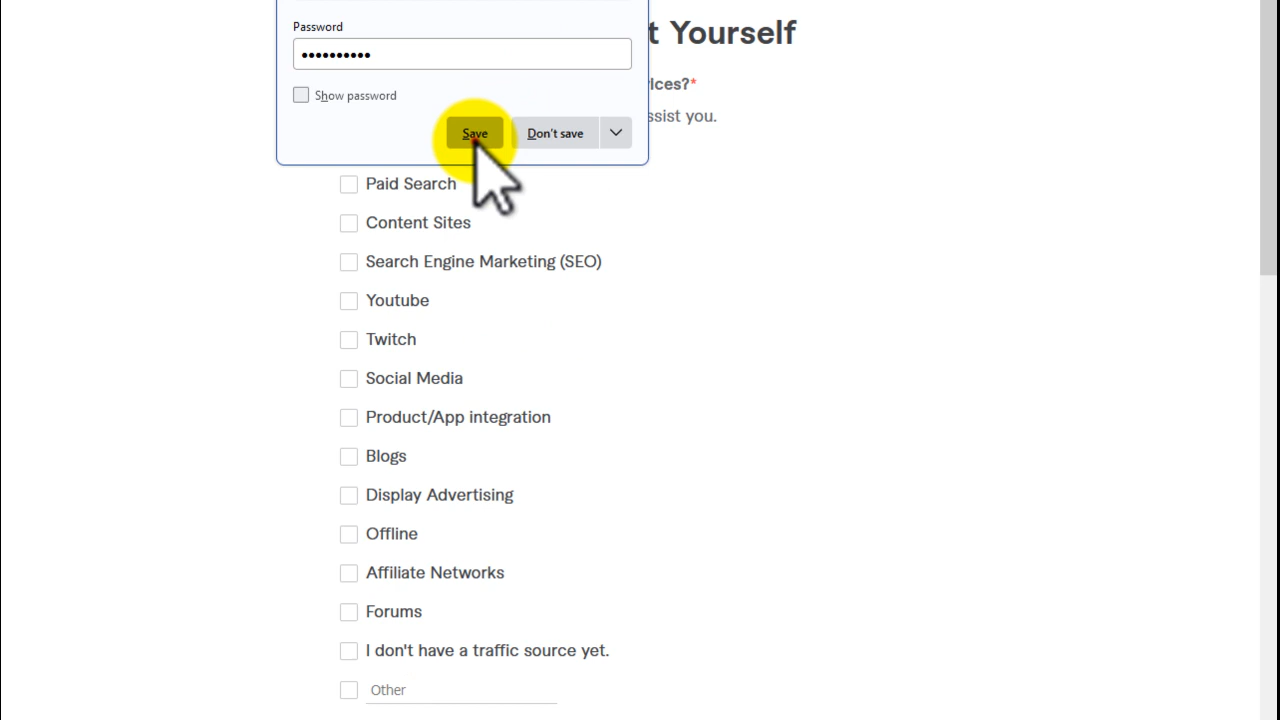 Password
••••••••••
Show password
Save
Don't save
t Yourself
ices?*
ssist you.
Paid Search
Content Sites
Search Engine Marketing (SEO)
Youtube
Twitch
Social Media
Product/App integration
Blogs
Display Advertising
Offline
Affiliate Networks
Forums
I don't have a traffic source yet.
Other